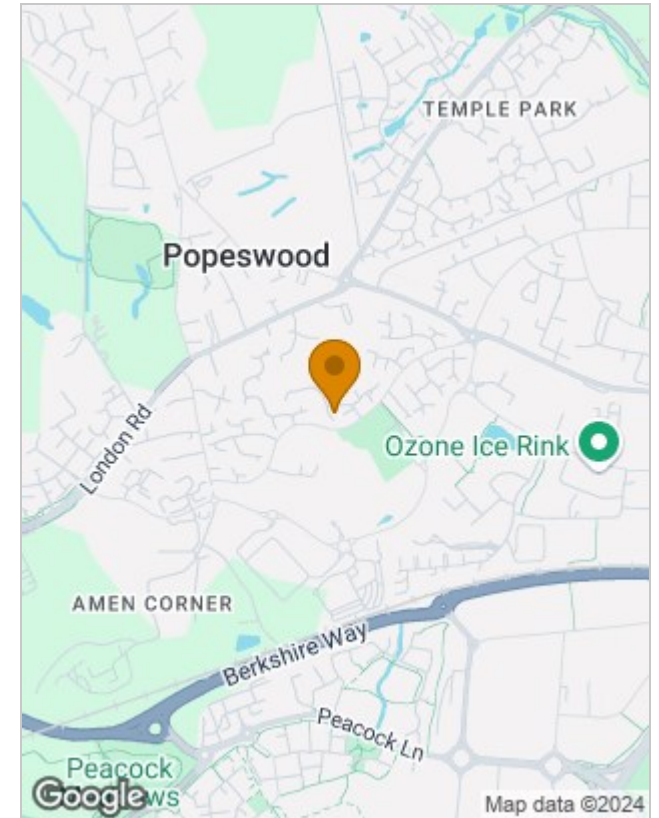 TEMPLE PARK
Popeswood
London Rd
Ozone Ice Rink
AMEN CORNER
Berkshire Way
Peacock Ln
Peacock
ws
Google
Map data ©2024